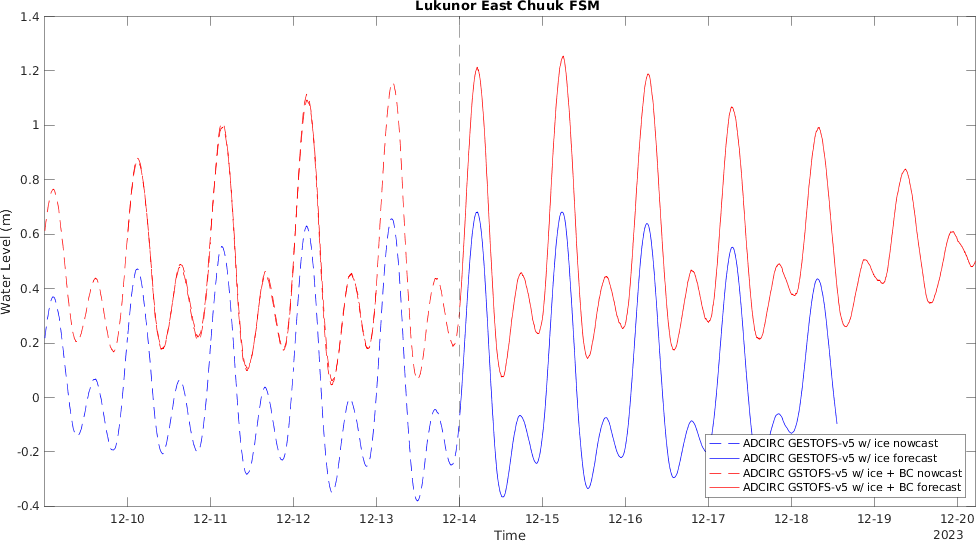 Lukunor East Chuuk FSM
Water Level (m)
1.4
1.2
1
0.8
0.6
0.4
0.2
0
-0.2
-0.4
ADCIRC GESTOFS-v5 w/ ice nowcast
ADCIRC GESTOFS-v5 w/ ice forecast
ADCIRC GSTOFS-v5 w/ ice + BC nowcast
ADCIRC GSTOFS-v5 w/ ice + BC forecast
12-10 12-11 12-12 12-13 12-14 12-15 12-16 12-17 12-18 12-19 12-20
Time
2023